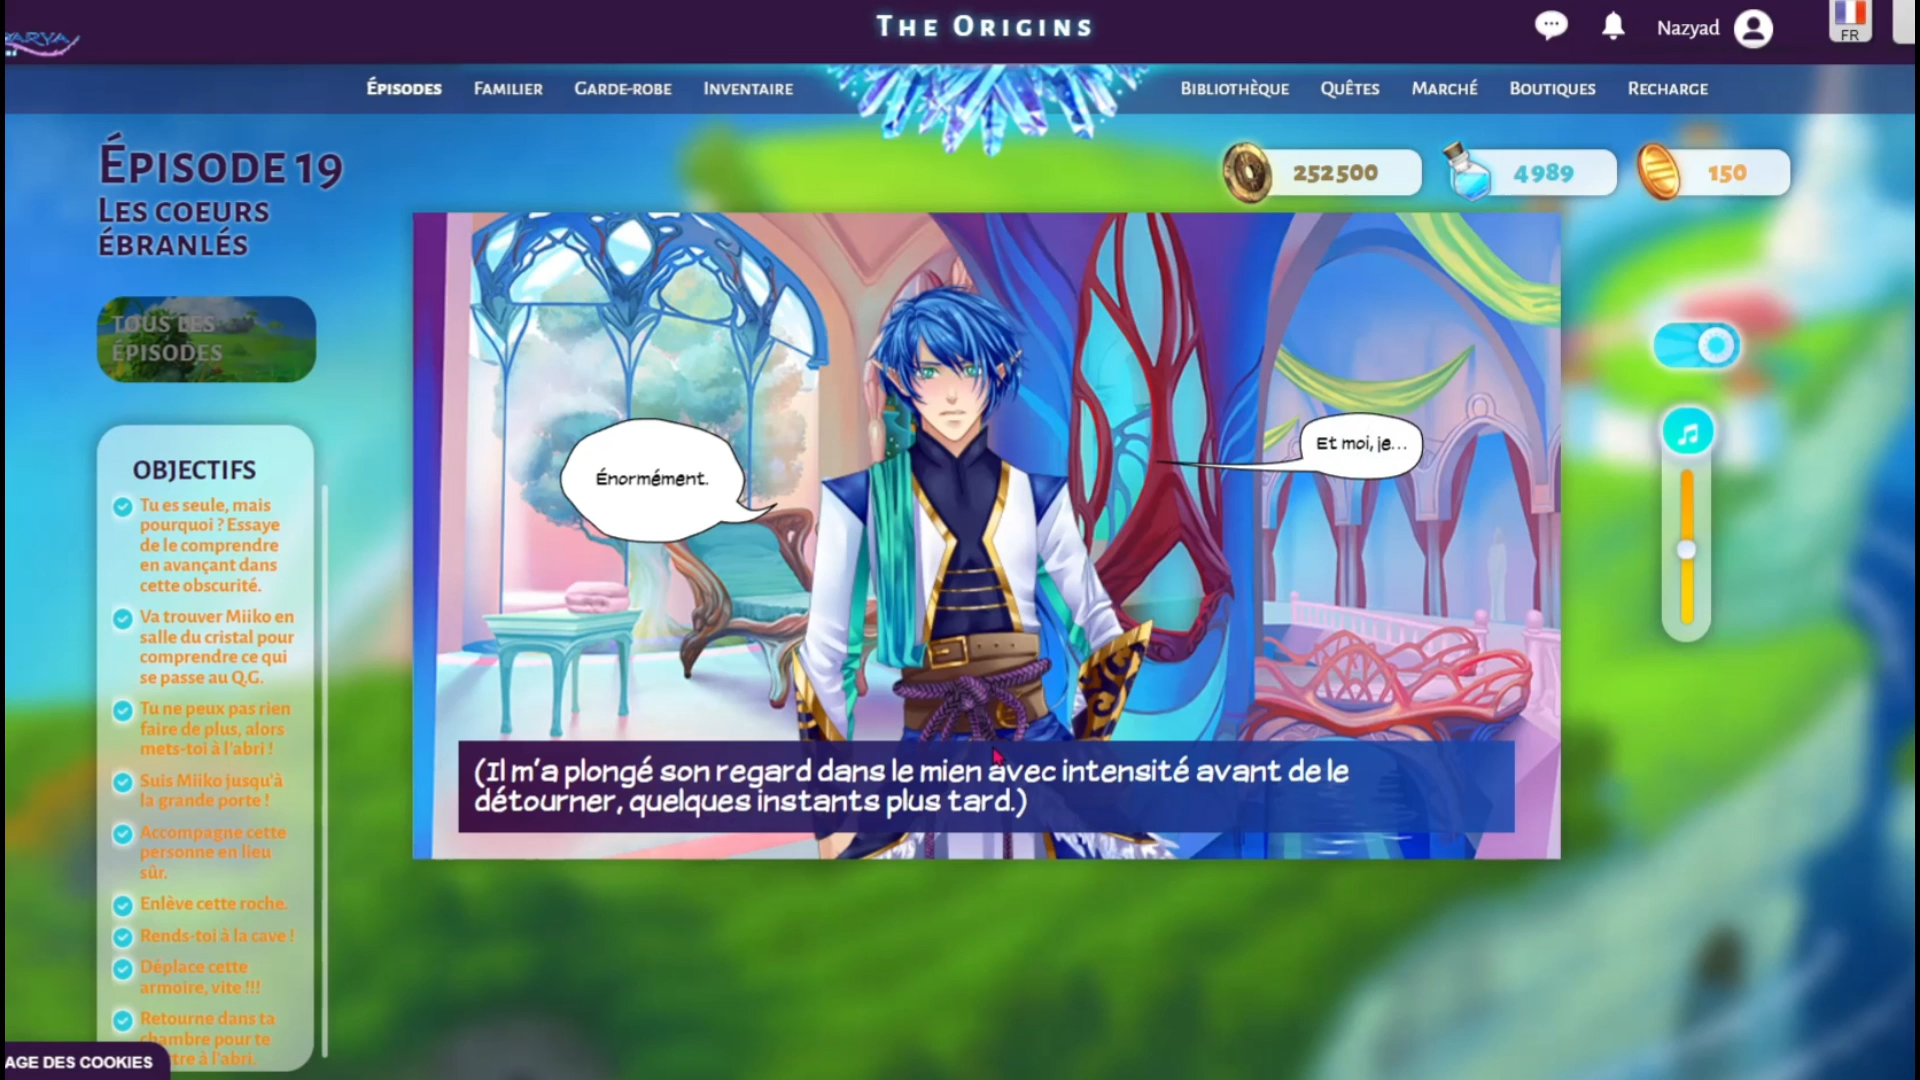 ARYA
THE ORIGINS
Nazyad
FR
ÉPISODES FAMILIER GARDE-ROBE INVENTAIRE
BIBLIOTHÈQUE QUÊTES MARCHÉ BOUTIQUES RECHARGE
252500 4989 150
ÉPISODE 19
LES COEURS
ÉBRANLÉS
TOUS LES
ÉPISODES
OBJECTIFS
Tu es seule, mais
pourquoi ? Essaye
de le comprendre
en avançant dans
cette obscurité.
Va trouver Miiko en
salle du cristal pour
comprendre ce qui
se passe au Q.G.
Tu ne peux pas rien
faire de plus, alors
mets-toi à l'abri !
Suis Miiko jusqu'à
la grande porte !
Accompagne cette
personne en lieu
sûr.
Enlève cette roche.
Rends-toi à la cave !
Déplace cette
armoire, vite !!!
Retourne dans ta
chambre pour te
tre à l'abri.
AGE DES COOKIES
Énormément.
Et moi, je...
(Il m'a plongé son regard dans le mien avec intensité avant de le
détourner, quelques instants plus tard.)